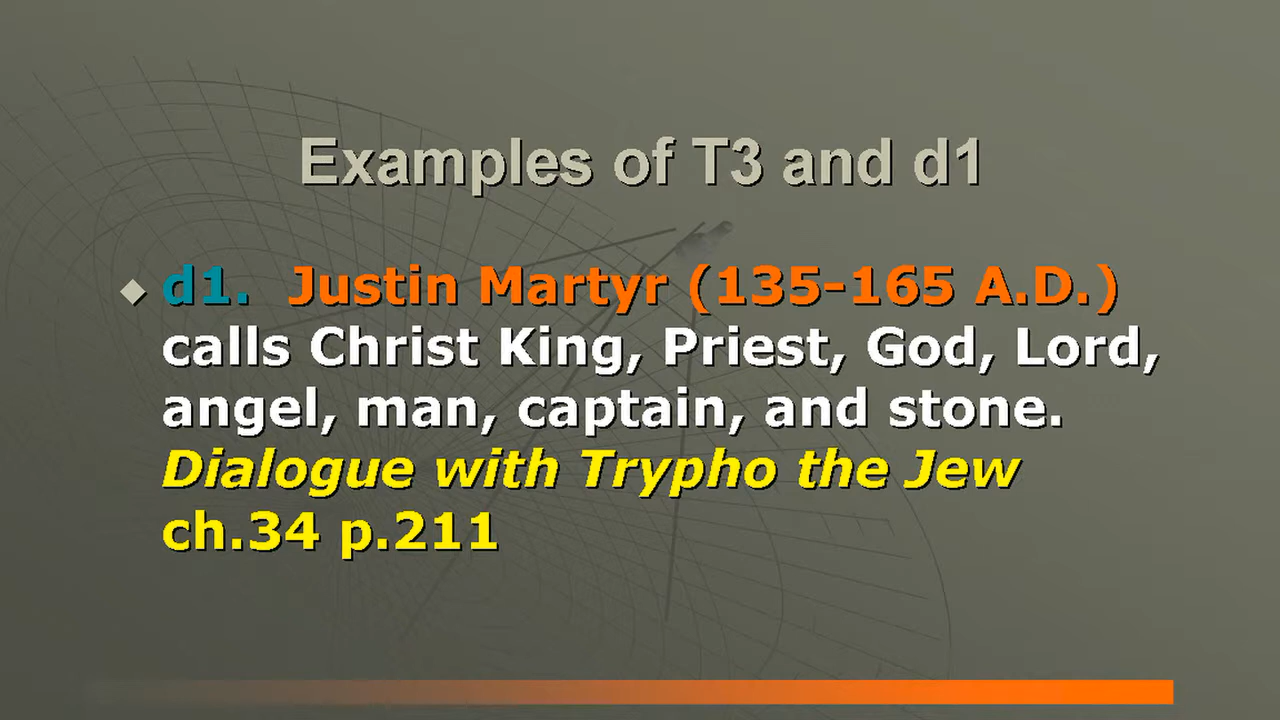 Examples of T3 and d1
d1. Justin Martyr (135-165 A.D.)
calls Christ King, Priest, God, Lord,
angel, man, captain, and stone.
Dialogue with Trypho the Jew
ch.34 p.211